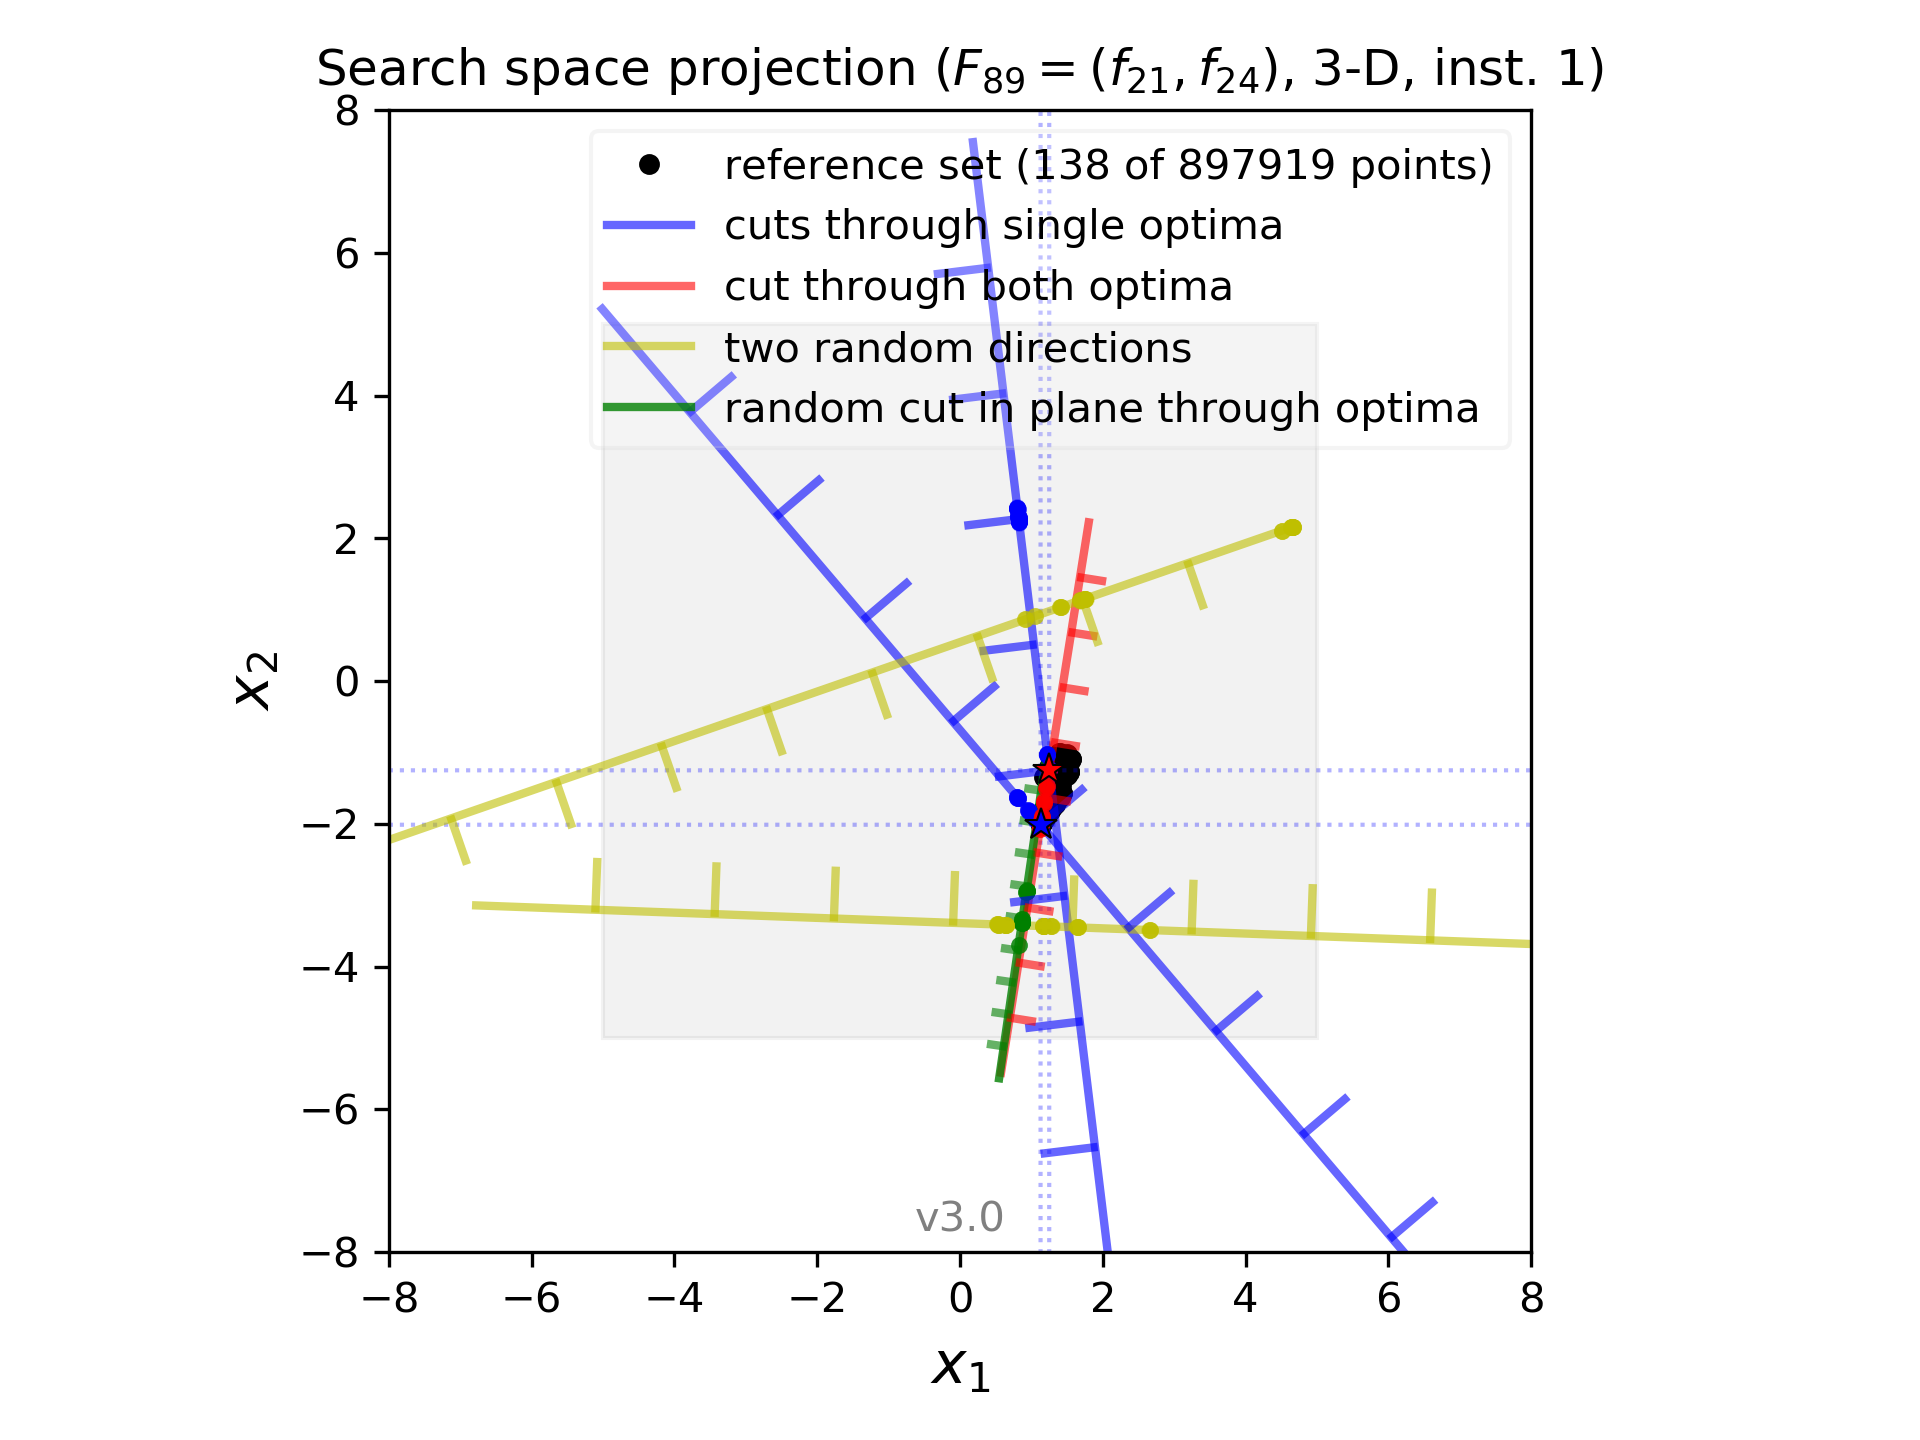 Search space projection (F89 = (f21, f24), 3-D, inst. 1)
reference set (138 of 897919 points)
cuts through single optima
cut through both optima
two random directions
random cut in plane through optima
8
6
4
2
0
−2
−4
−6
−8
x2
v3.0
−8 −6 −4 −2 0 2 4 6 8
x1